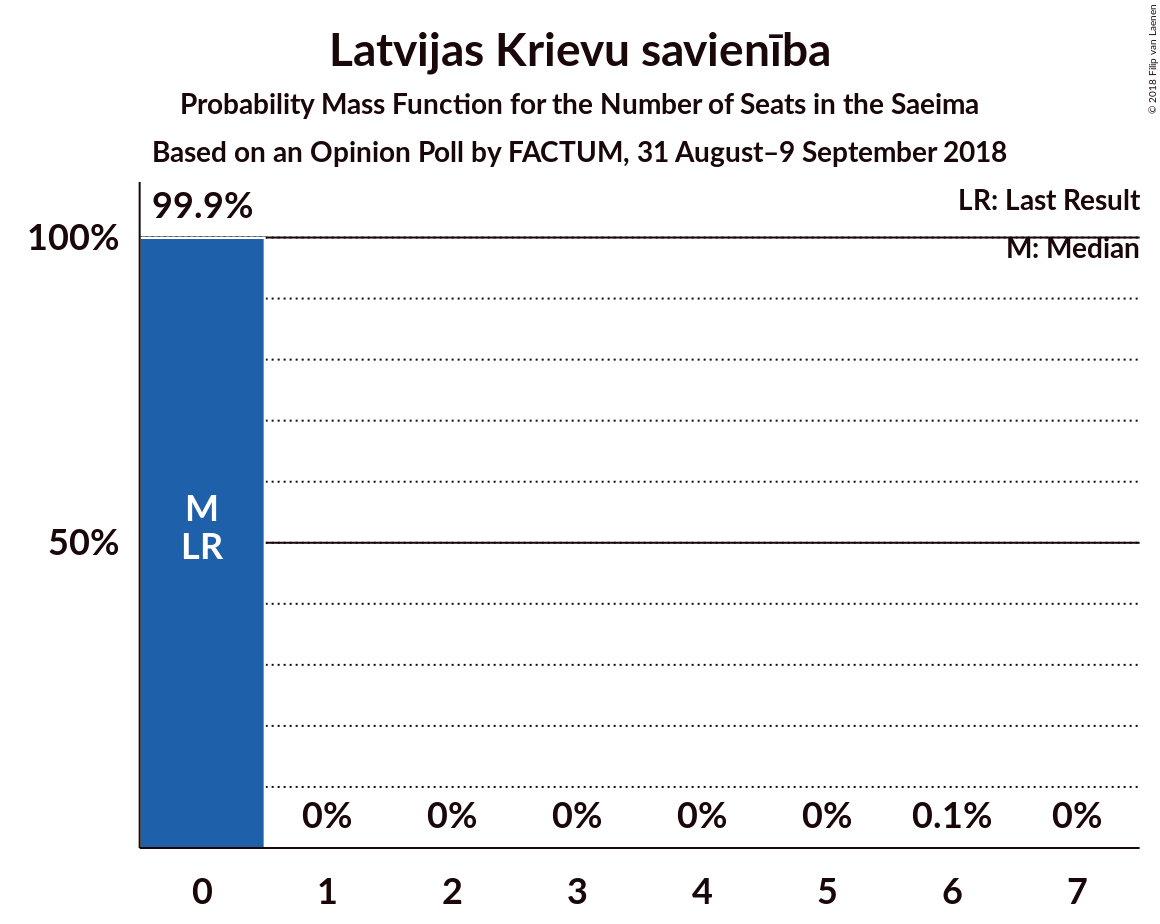 Latvijas Krievu savienība
Probability Mass Function for the Number of Seats in the Saeima
Based on an Opinion Poll by FACTUM, 31 August–9 September 2018
© 2018 Filip van Laenen
LR: Last Result
M: Median
99.9%
100%
M
LR
50%
0% 0% 0% 0% 0% 0.1% 0%
0 1 2 3 4 5 6 7